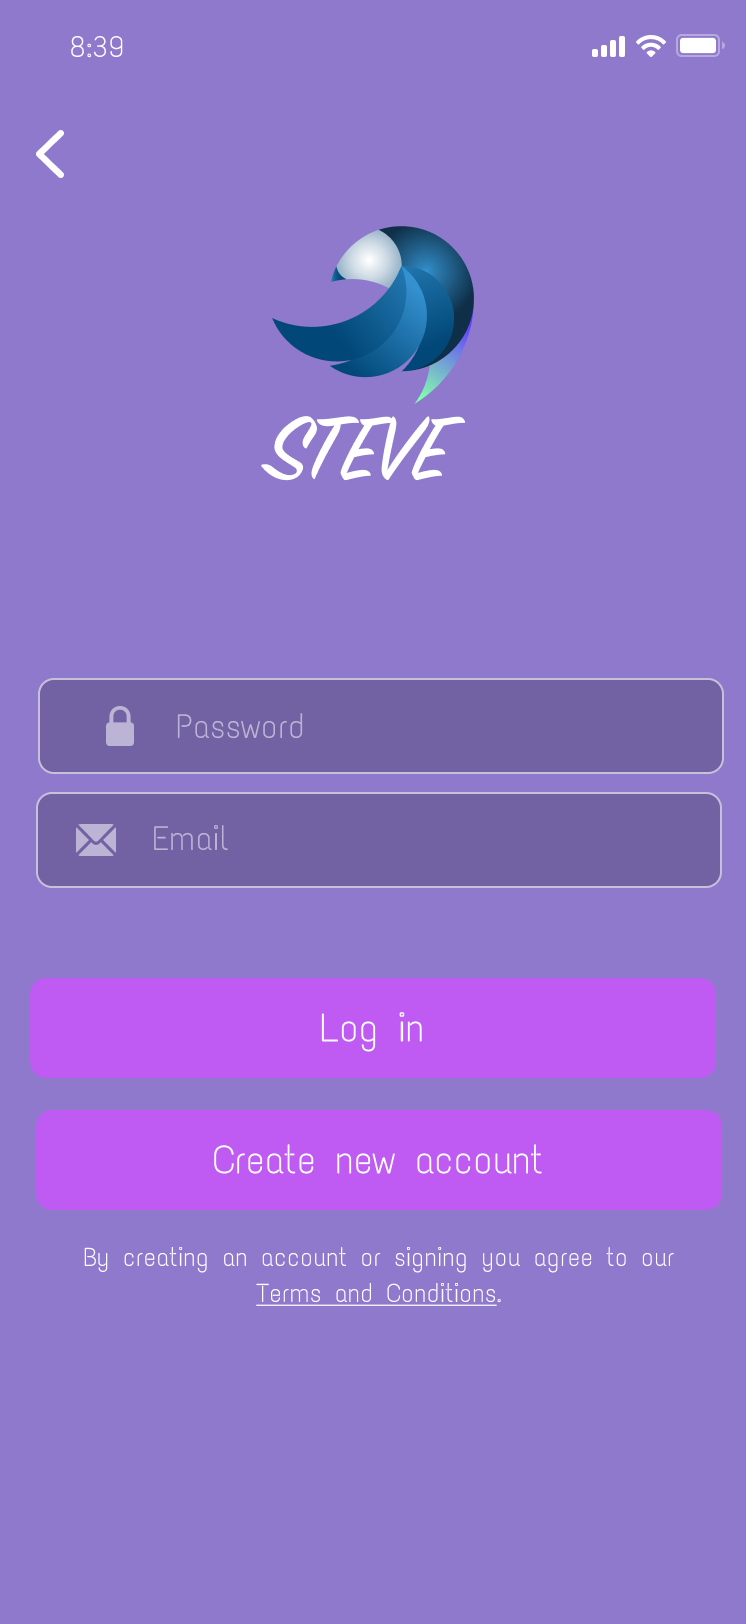 8:39
STEVE
Password
Email
Log in
Create new account
By creating an account or signing you agree to our
Terms and Conditions.